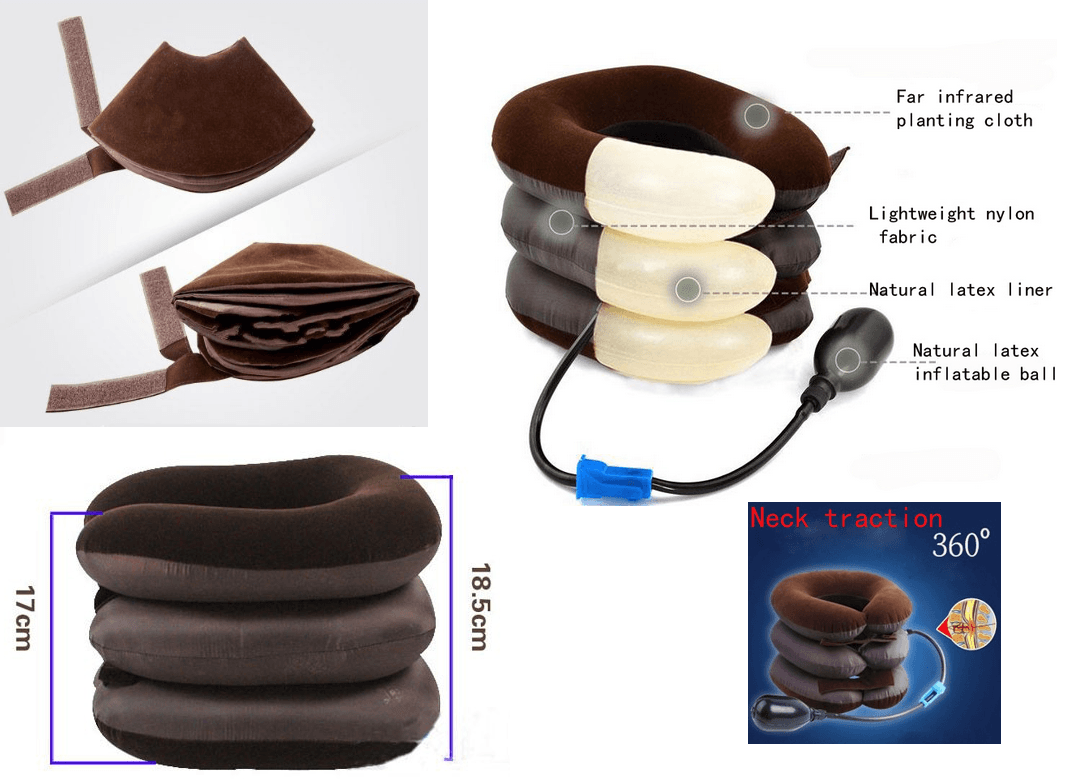 Far infrared
planting cloth
Lightweight nylon
fabric
Natural latex liner
Natural latex
inflatable ball
17cm
18.5cm
Neck traction
360°